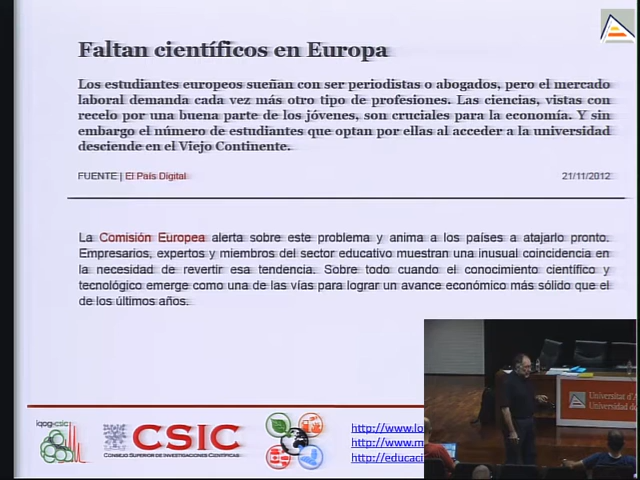 Faltan científicos en Europa
Los estudiantes europeos sueñan con ser periodistas o abogados, pero el mercado
laboral demanda cada vez más otro tipo de profesiones. Las ciencias, vistas con
recelo por una buena parte de los jóvenes, son cruciales para la economía. Y sin
embargo el número de estudiantes que optan por ellas al acceder a la universidad
desciende en el Viejo Continente.
FUENTE | El País Digital 21/11/2012
La Comisión Europea alerta sobre este problema y anima a los países a atajarlo pronto.
Empresarios, expertos y miembros del sector educativo muestran una inusual coincidencia en
la necesidad de revertir esa tendencia. Sobre todo cuando el conocimiento científico y
tecnológico emerge como una de las vías para lograr un avance económico más sólido que el
de los últimos años.
Universitat d'A
Universidad de
iqog-csic
CSIC
CONSEJO SUPERIOR DE INVESTIGACIONES CIENTÍFICAS
http://www.lo
http://www.m
http://educaci